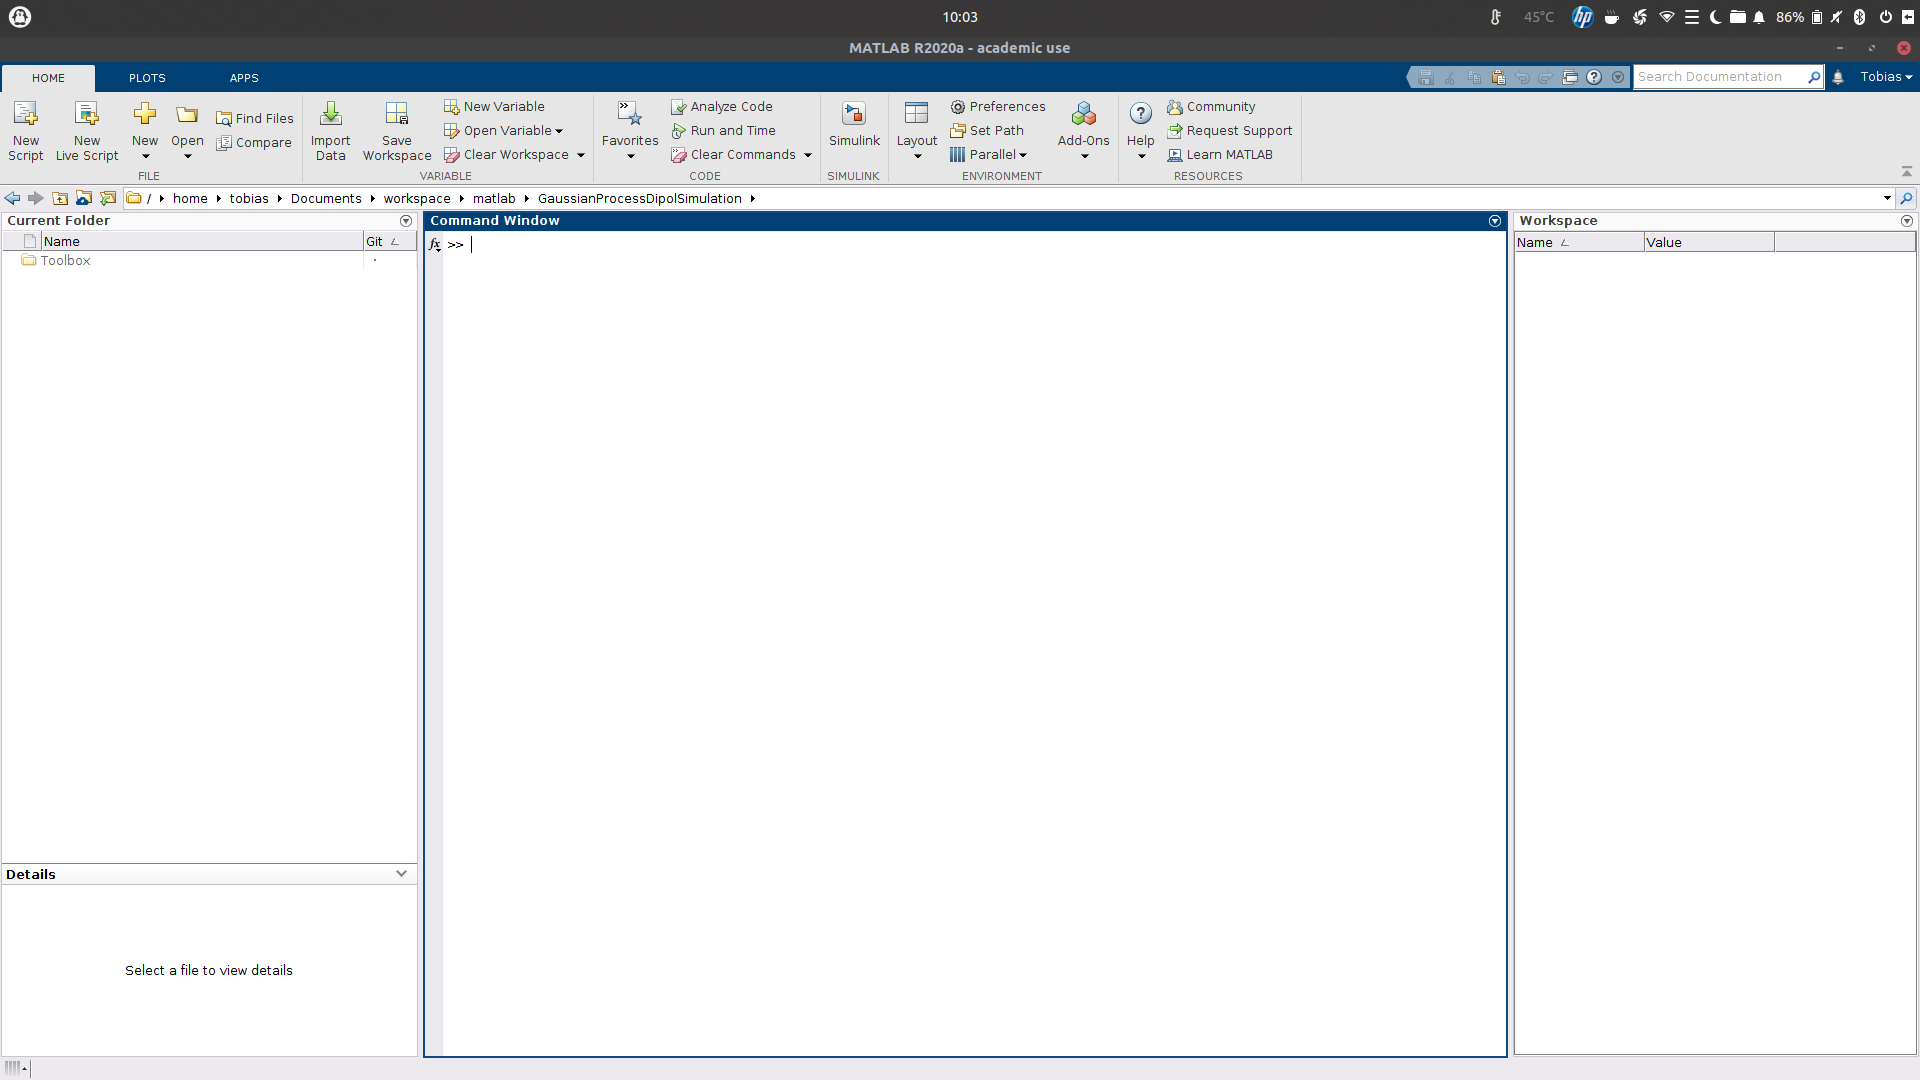 10:03
45°C
hp
86%
MATLAB R2020a - academic use
HOME PLOTS APPS
Search Documentation
Tobias
New Script
New Live Script
New
Open
Find Files
Compare
FILE
Import Data
Save Workspace
New Variable
Open Variable
Clear Workspace
VARIABLE
Favorites
Analyze Code
Run and Time
Clear Commands
CODE
Simulink
SIMULINK
Layout
Preferences
Set Path
Parallel
Add-Ons
ENVIRONMENT
Help
Community
Request Support
Learn MATLAB
RESOURCES
/ home tobias Documents workspace matlab GaussianProcessDipolSimulation
Current Folder
Name Git
Toolbox
Details
Select a file to view details
Command Window
fx >>
Workspace
Name Value